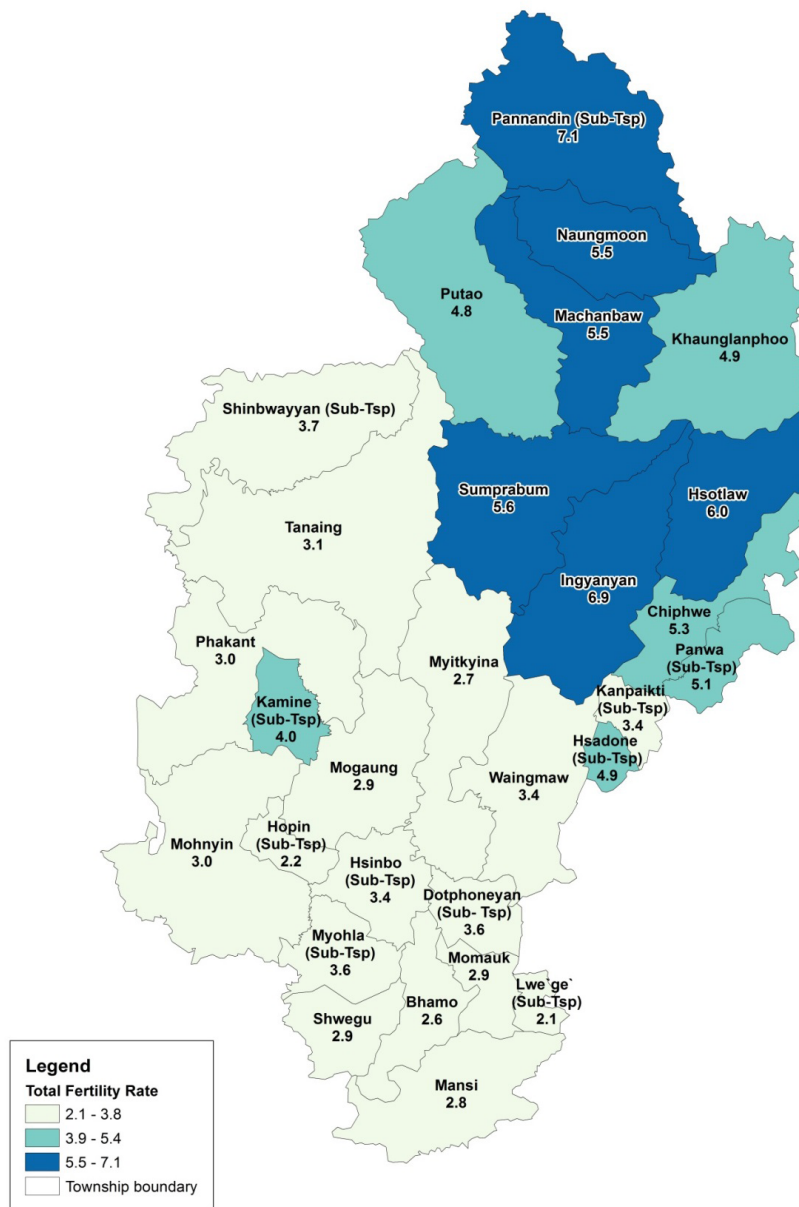 Pannandin (Sub-Tsp)
7.1
Naungmoon
5.5
Putao
4.8
Machanbaw
5.5
Khaunglanphoo
4.9
Shinbwayyan (Sub-Tsp)
3.7
Sumprabum
5.6
Hsotlaw
6.0
Tanaing
3.1
Ingyanyan
6.9
Chiphwe
5.3
Panwa
(Sub-Tsp)
5.1
Phakant
3.0
Myitkyina
2.7
Kamine
(Sub-Tsp)
4.0
Kanpaikti
(Sub-Tsp)
3.4
Hsadone
(Sub-Tsp)
4.9
Mogaung
2.9
Waingmaw
3.4
Mohnyin
3.0
Hopin
(Sub-Tsp)
2.2
Hsinbo
(Sub-Tsp)
3.4
Dotphoneyan
(Sub- Tsp)
3.6
Myohla
(Sub-Tsp)
3.6
Momauk
2.9
Lwe`ge`
(Sub-Tsp)
2.1
Shwegu
2.9
Bhamo
2.6
Mansi
2.8
Legend
Total Fertility Rate
2.1 - 3.8
3.9 - 5.4
5.5 - 7.1
Township boundary